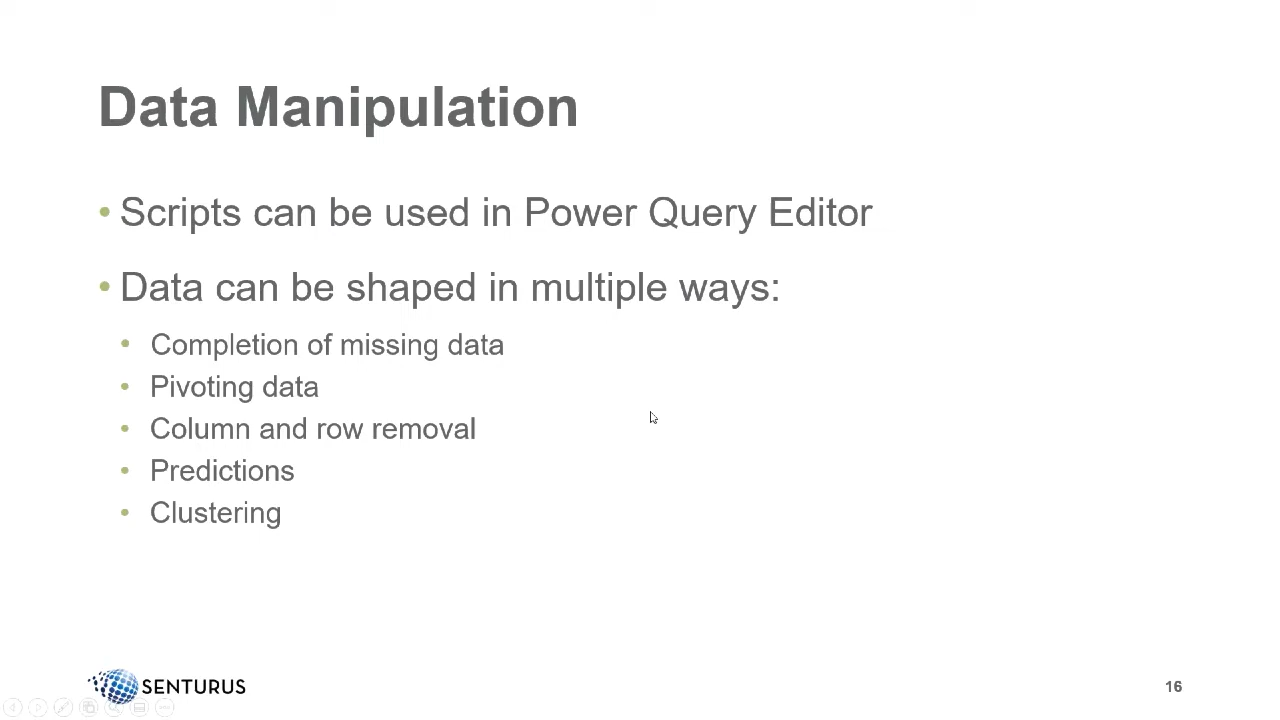 Data Manipulation
• Scripts can be used in Power Query Editor
• Data can be shaped in multiple ways:
• Completion of missing data
• Pivoting data
• Column and row removal
• Predictions
• Clustering
SENTURUS
16